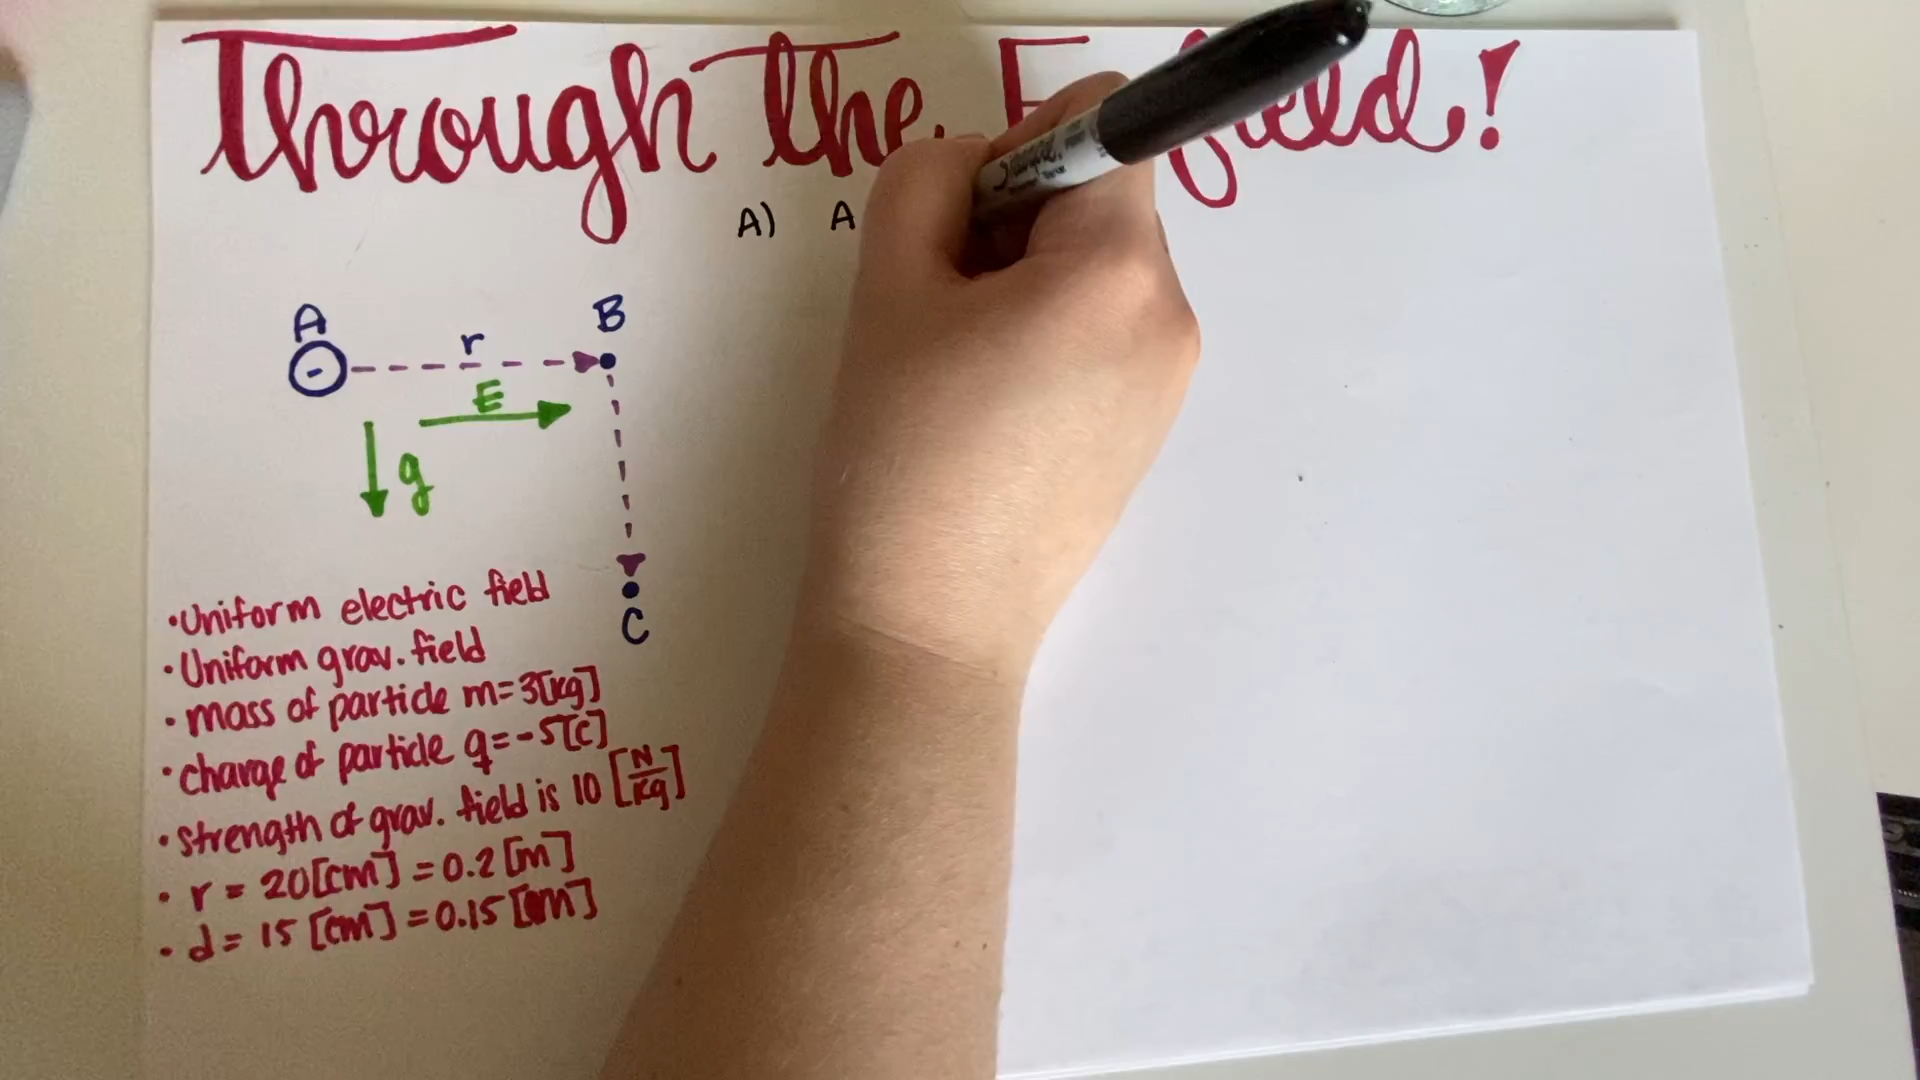 Through the E field!
A) A
A
B
r
E
g
C
• Uniform electric field
• Uniform grav. field
• mass of particle m=3[kg]
• charge of particle q=-5[C]
• strength of grav. field is 10 [N/kg]
• r = 20[cm] = 0.2[m]
• d = 15 [cm] = 0.15 [m]